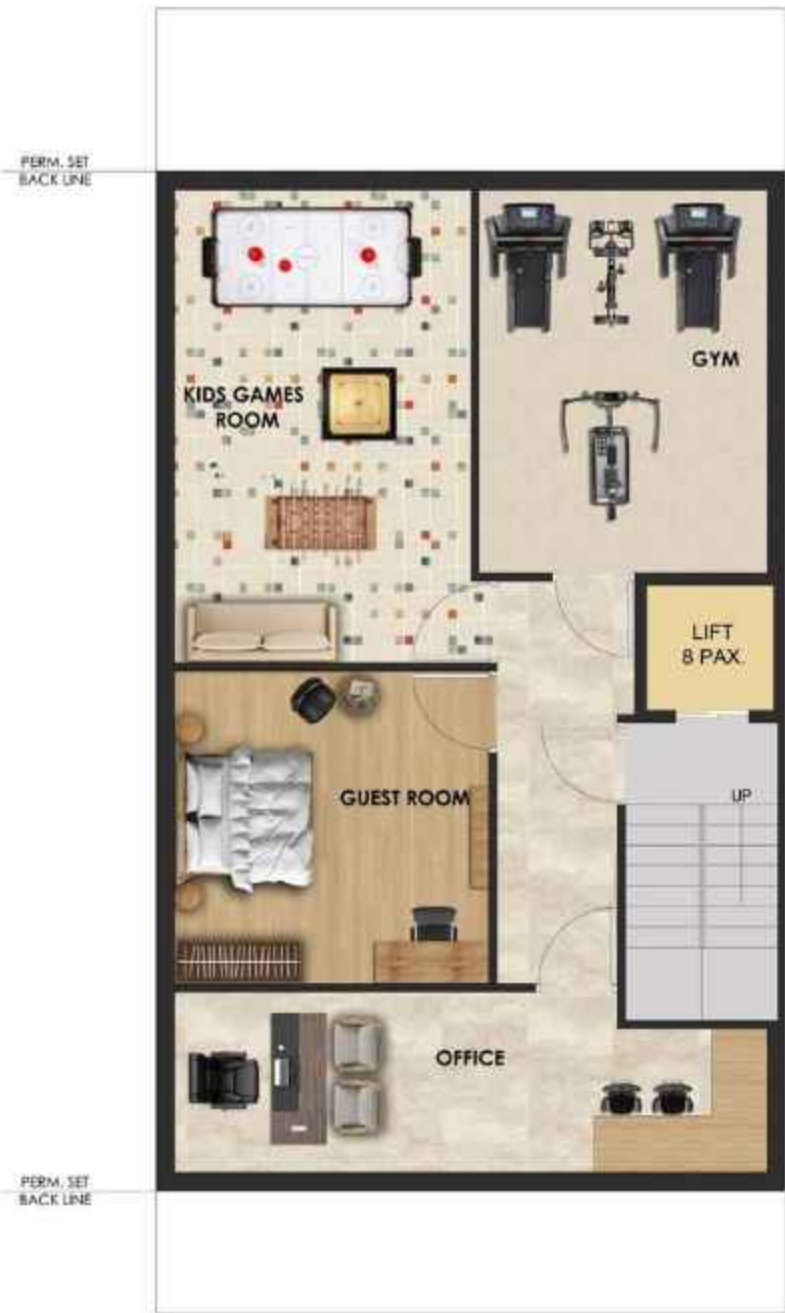 PERM. SET
BACK LINE
GYM
KIDS GAMES
ROOM
LIFT
8 PAX.
GUEST ROOM
UP
OFFICE
PERM. SET
BACK LINE